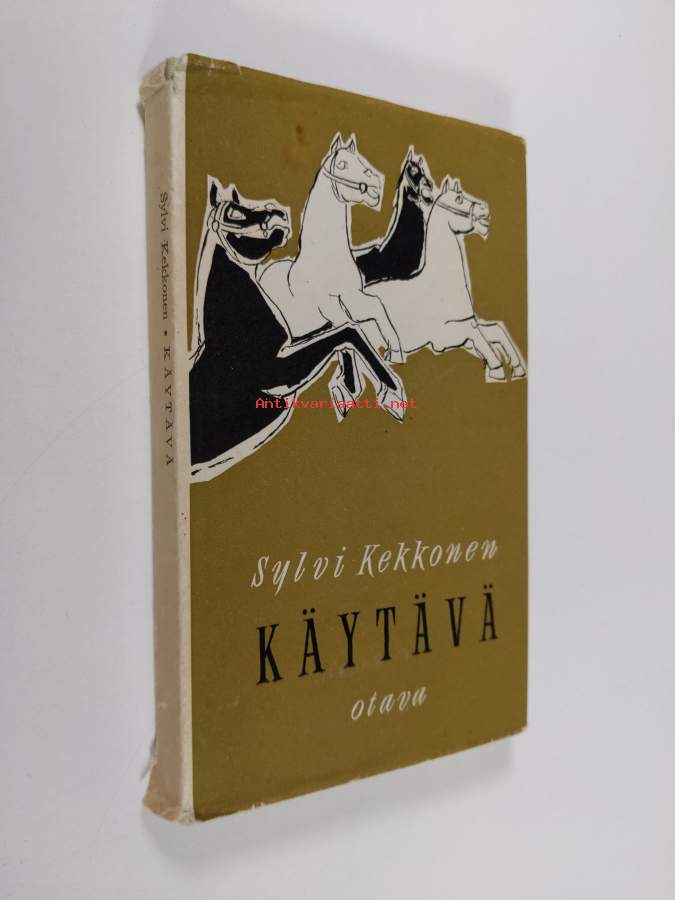 Sylvi Kekkonen • KÄYTÄVÄ
Antikvariaatti.net
Sylvi Kekkonen
KÄYTÄVÄ
otava